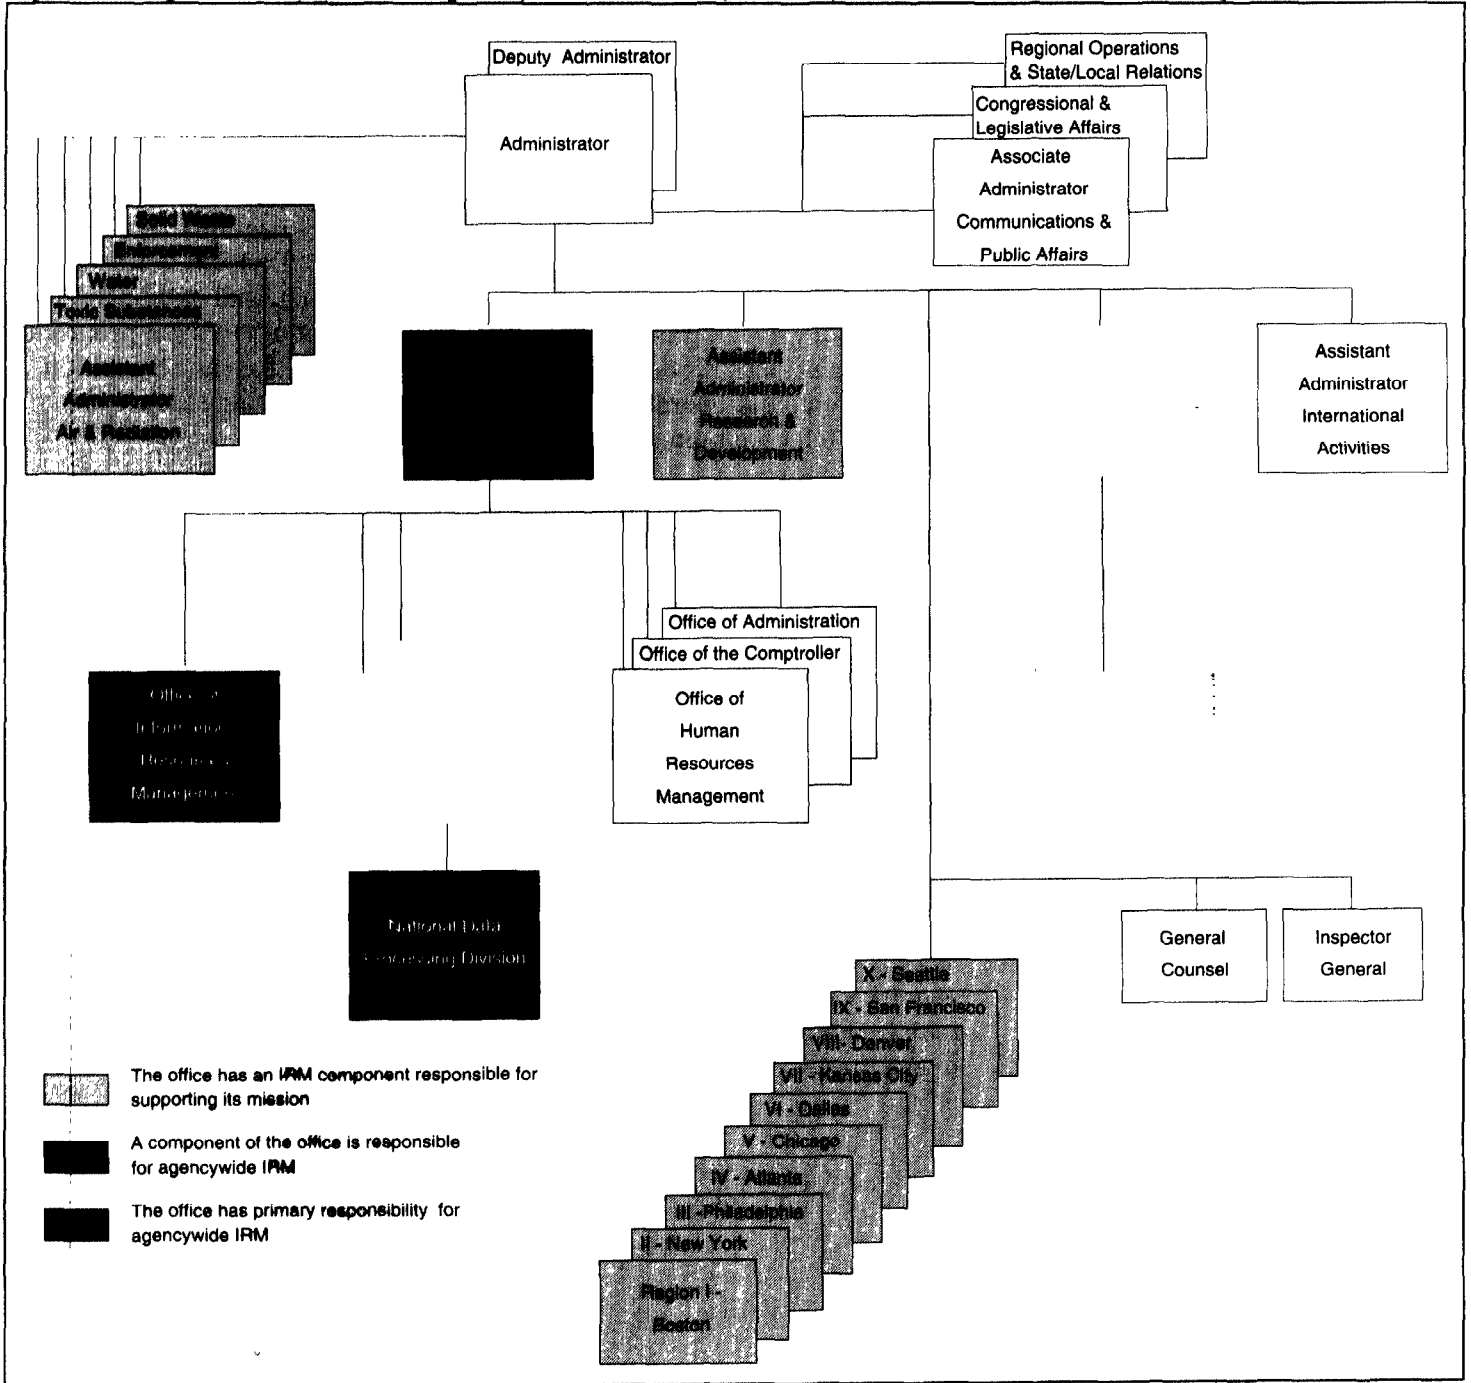 Deputy Administrator
Administrator
Regional Operations
& State/Local Relations
Congressional &
Legislative Affairs
Associate
Administrator
Communications &
Public Affairs
Solid Waste
Enforcement
Water
Toxic Substances
Assistant
Administrator
Air & Radiation
Assistant
Administrator
Research &
Development
Assistant
Administrator
International
Activities
Office of Administration
Office of the Comptroller
Office of
Human
Resources
Management
Office of
Information
Resources
Management
National Data
Processing Division
General
Counsel
Inspector
General
X - Seattle
IX - San Francisco
VIII- Denver
VII - Kansas City
VI - Dallas
V - Chicago
IV - Atlanta
III -Philadelphia
II - New York
Region I -
Boston
The office has an IRM component responsible for
supporting its mission
A component of the office is responsible
for agencywide IRM
The office has primary responsibility for
agencywide IRM